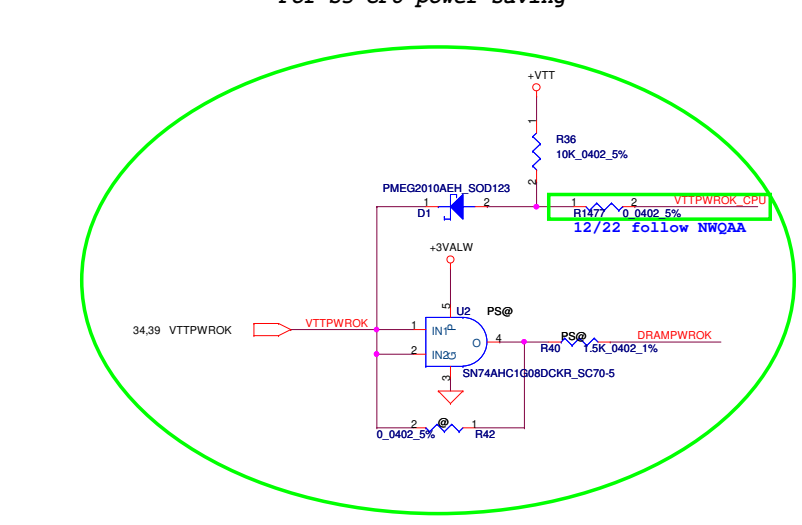 For S3 CPU power saving
+VTT
1
R36
10K_0402_5%
2
PMEG2010AEH_SOD123
1
2
D1
1
2
VTTPWROK_CPU
R1477
0_0402_5%
12/22 follow NWQAA
+3VALW
5
U2
PS@
34,39 VTTPWROK
VTTPWROK
1
IN1
P
2
IN2
G
O
4
PS@
DRAMPWROK
R40
1.5K_0402_1%
3
SN74AHC1G08DCKR_SC70-5
2
@
1
0_0402_5%
R42